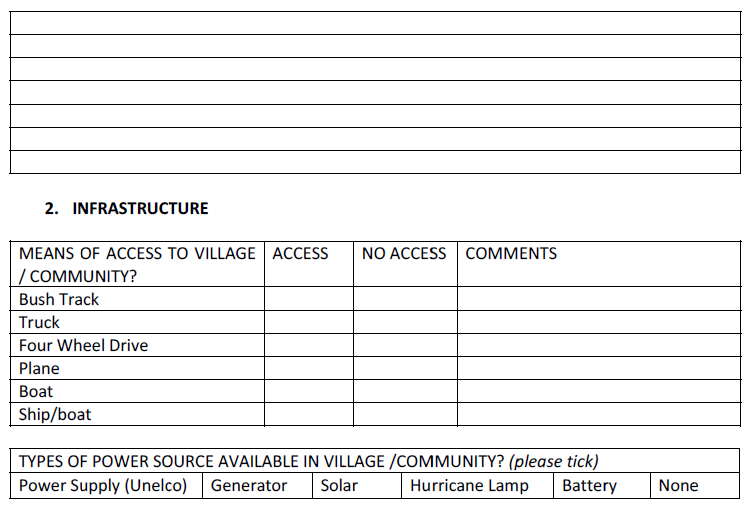 2. INFRASTRUCTURE
MEANS OF ACCESS TO VILLAGE ACCESS NO ACCESS COMMENTS
/ COMMUNITY?
Bush Track
Truck
Four Wheel Drive
Plane
Boat
Ship/boat
TYPES OF POWER SOURCE AVAILABLE IN VILLAGE /COMMUNITY? (please tick)
Power Supply (Unelco) Generator Solar Hurricane Lamp Battery None